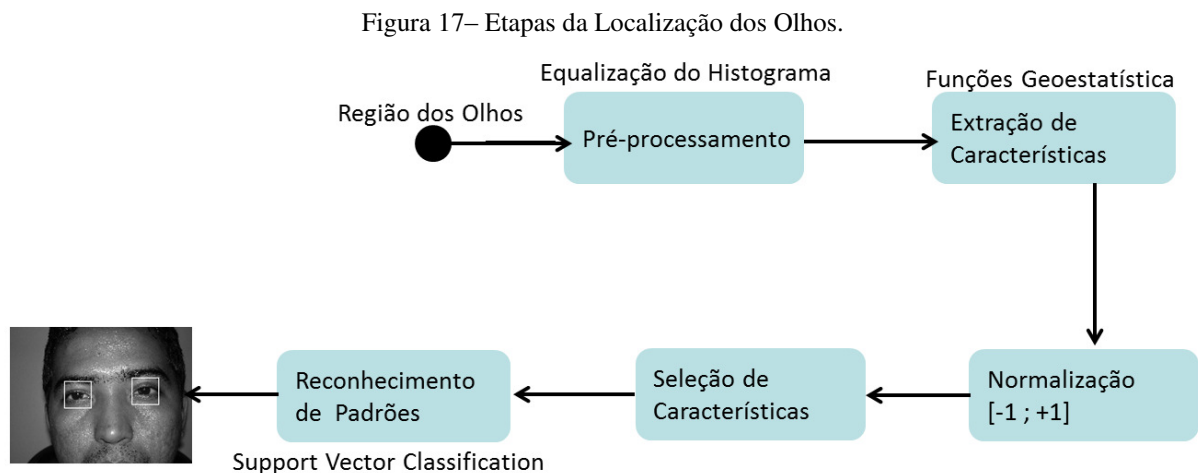 Figura 17– Etapas da Localização dos Olhos.
Região dos Olhos
Equalização do Histograma
Pré-processamento
Funções Geoestatística
Extração de
Características
Normalização
[-1 ; +1]
Seleção de
Características
Reconhecimento
de Padrões
Support Vector Classification